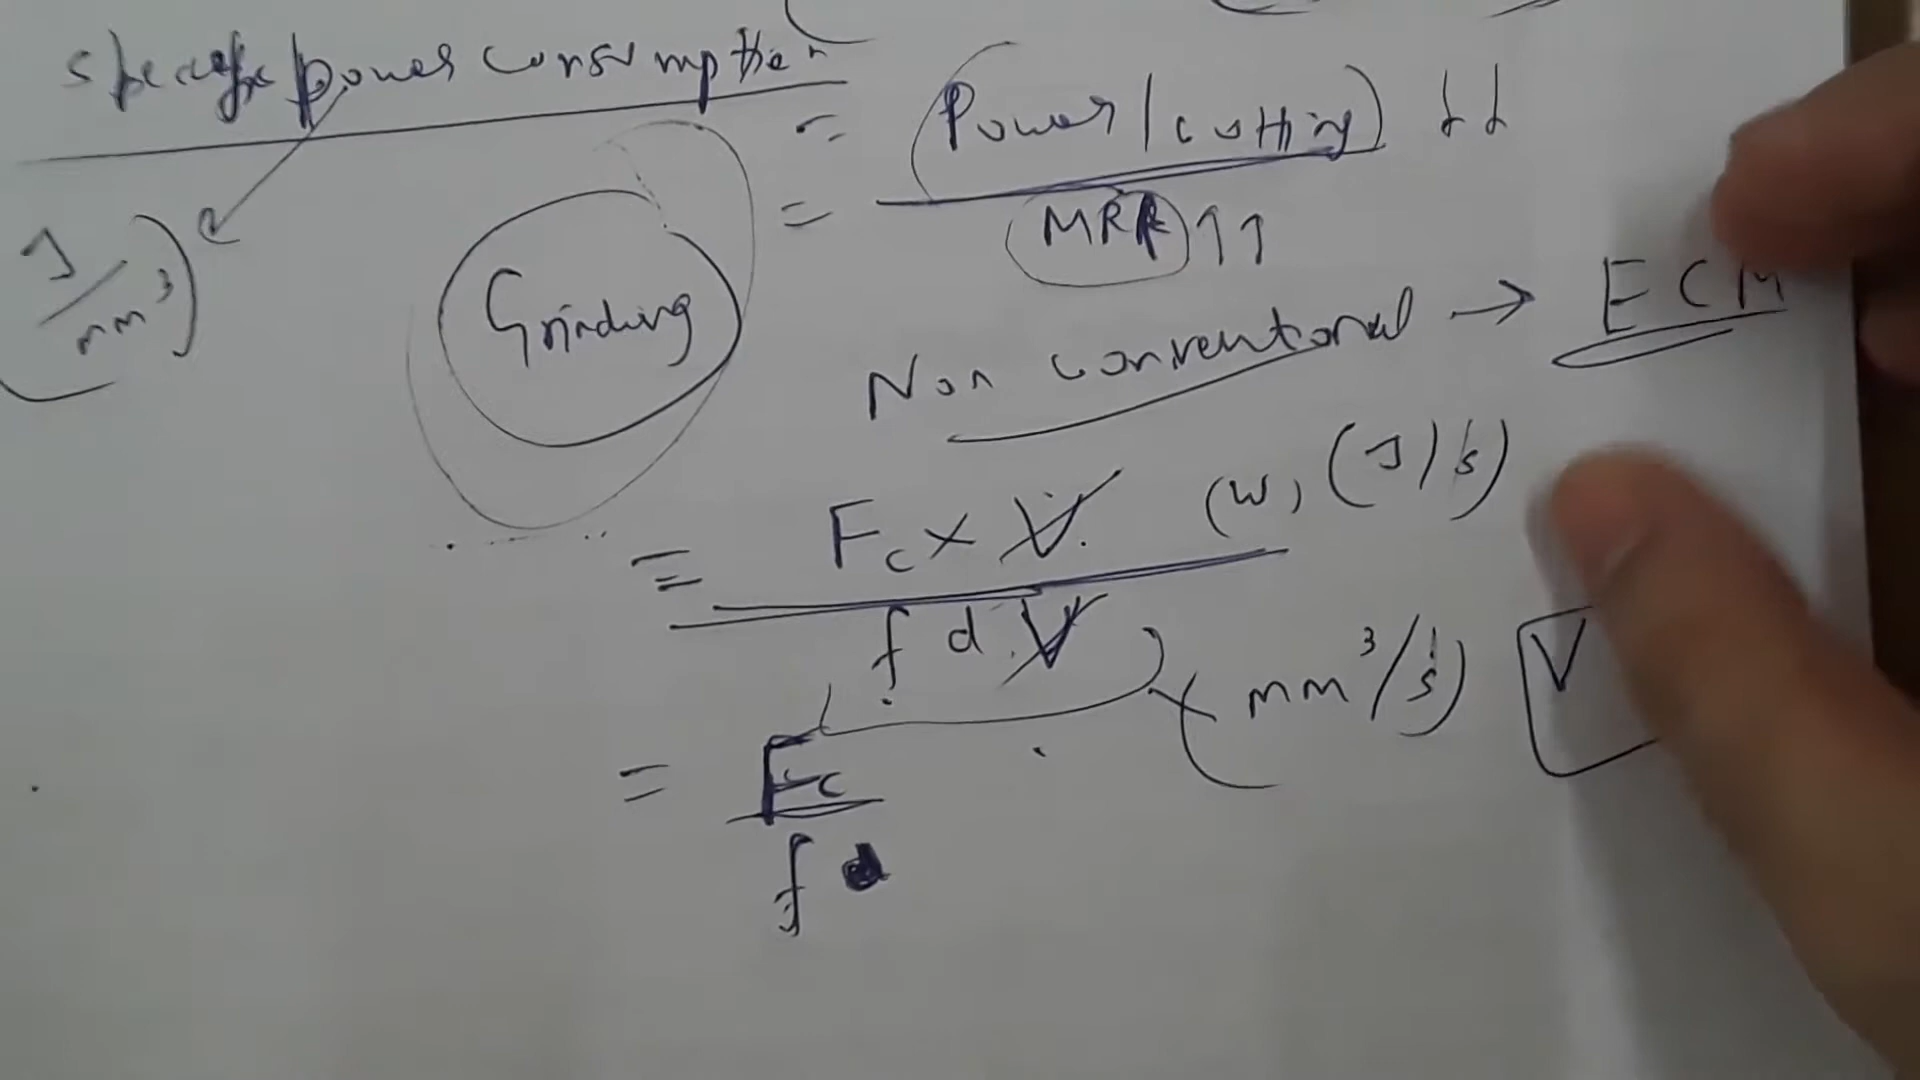 specific power consumption = Power (cutting) ↓↓
= MRR ↑↑
J/mm³
Grinding
Non conventional → ECM
= Fc × V (W, (J/s)
f d V (mm³/s) V
= Fc
f d